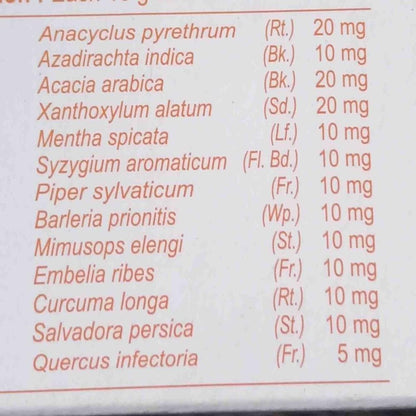 Anacyclus pyrethrum (Rt.) 20 mg
Azadirachta indica (Bk.) 10 mg
Acacia arabica (Bk.) 20 mg
Xanthoxylum alatum (Sd.) 20 mg
Mentha spicata (Lf.) 10 mg
Syzygium aromaticum (Fl. Bd.) 10 mg
Piper sylvaticum (Fr.) 10 mg
Barleria prionitis (Wp.) 10 mg
Mimusops elengi (St.) 10 mg
Embelia ribes (Fr.) 10 mg
Curcuma longa (Rt.) 10 mg
Salvadora persica (St.) 10 mg
Quercus infectoria (Fr.) 5 mg